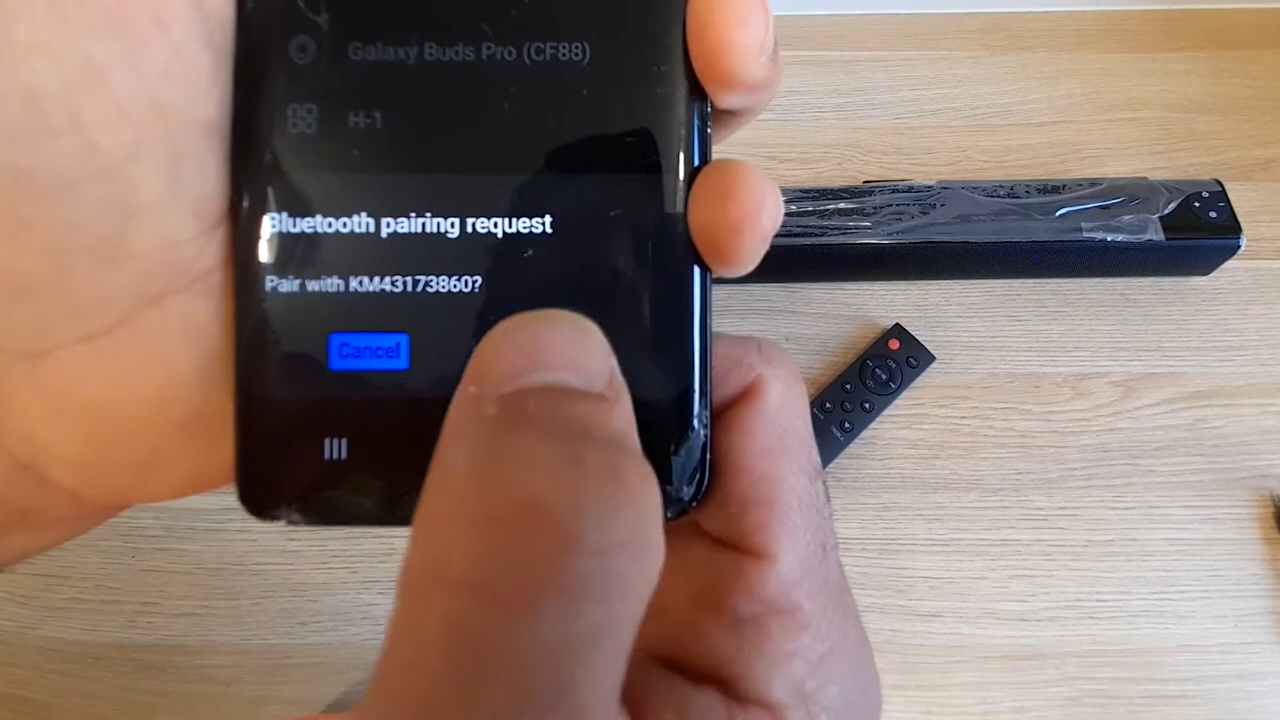 Galaxy Buds Pro (CF88)
H-1
Bluetooth pairing request
Pair with KM43173860?
Cancel